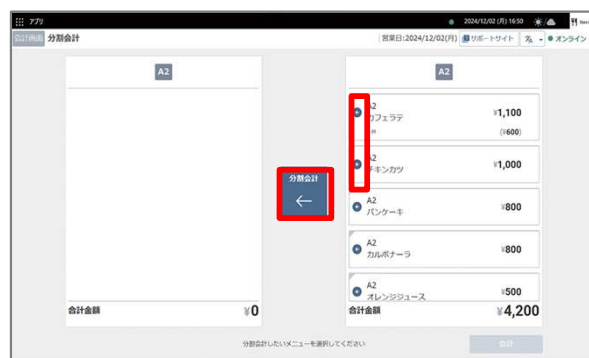 アプリ
2024/12/02 (月) 16:50
会計画面 分割会計
営業日:2024/12/02(月) サポートサイト オンライン
A2
合計金額 ¥0
分割会計
←
A2
A2
カフェラテ ¥1,100
(¥600)
A2
チキンカツ ¥1,000
A2
パンケーキ ¥800
A2
カルボナーラ ¥800
A2
オレンジジュース ¥500
合計金額 ¥4,200
分割会計したいメニューを選択してください
会計